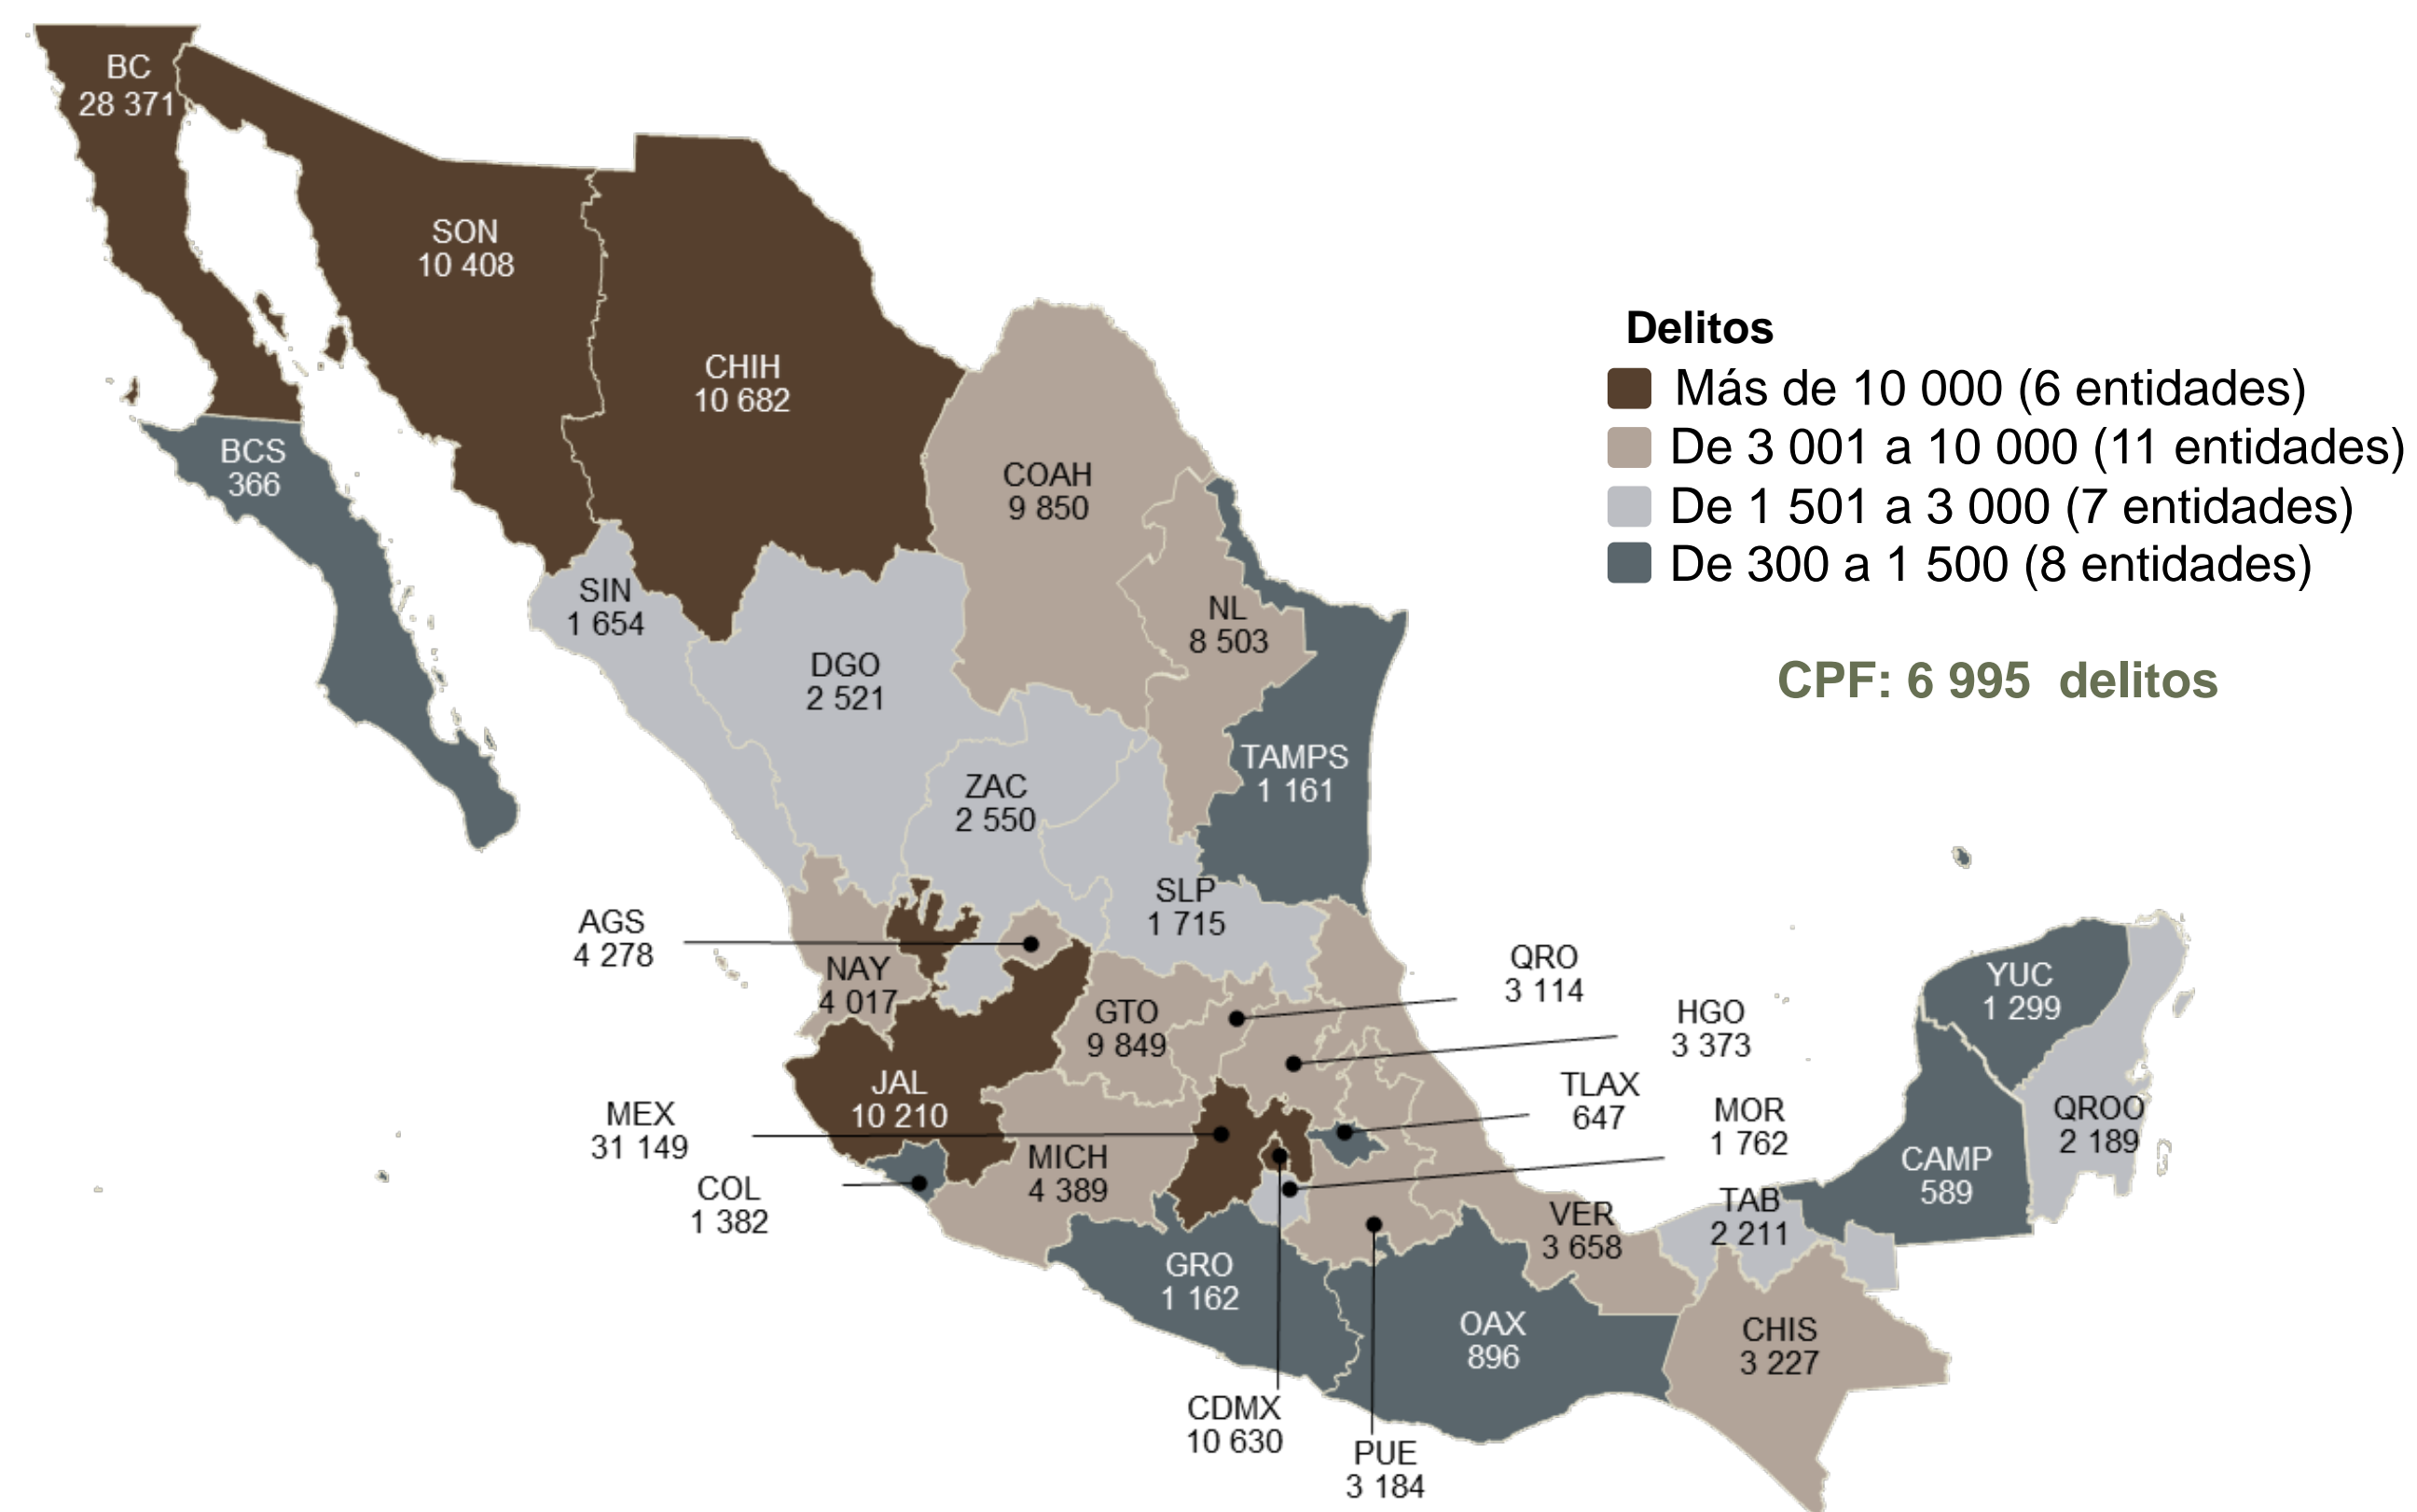 BC
28 371
SON
10 408
CHIH
10 682
BCS
366
COAH
9 850
SIN
1 654
NL
8 503
DGO
2 521
TAMPS
1 161
ZAC
2 550
SLP
1 715
AGS
4 278
NAY
4 017
GTO
9 849
QRO
3 114
HGO
3 373
TLAX
647
MOR
1 762
JAL
10 210
MEX
31 149
COL
1 382
MICH
4 389
GRO
1 162
OAX
896
CDMX
10 630
PUE
3 184
VER
3 658
TAB
2 211
CHIS
3 227
CAMP
589
YUC
1 299
QROO
2 189
Delitos
Más de 10 000 (6 entidades)
De 3 001 a 10 000 (11 entidades)
De 1 501 a 3 000 (7 entidades)
De 300 a 1 500 (8 entidades)
CPF: 6 995 delitos